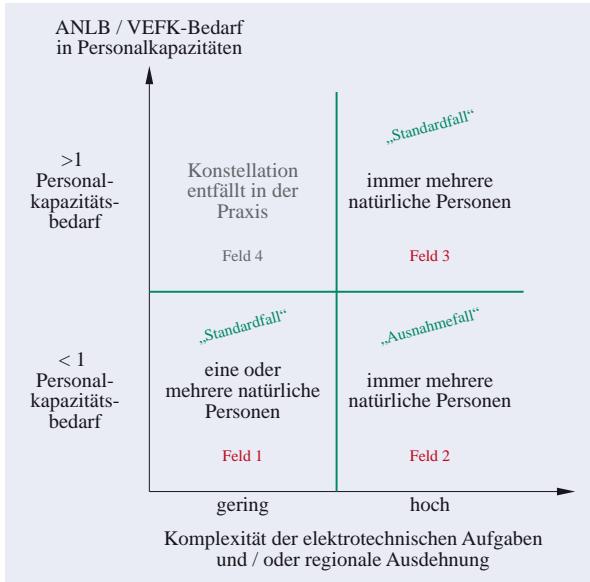 ANLB / VEFK-Bedarf
in Personalkapazitäten
>1
Personal-
kapazitäts-
bedarf
Konstellation
entfällt in der
Praxis
Feld 4
„Standardfall“
immer mehrere
natürliche Personen
Feld 3
< 1
Personal-
kapazitäts-
bedarf
„Standardfall“
eine oder
mehrere natürliche
Personen
Feld 1
„Ausnahmefall“
immer mehrere
natürliche Personen
Feld 2
gering
hoch
Komplexität der elektrotechnischen Aufgaben
und / oder regionale Ausdehnung